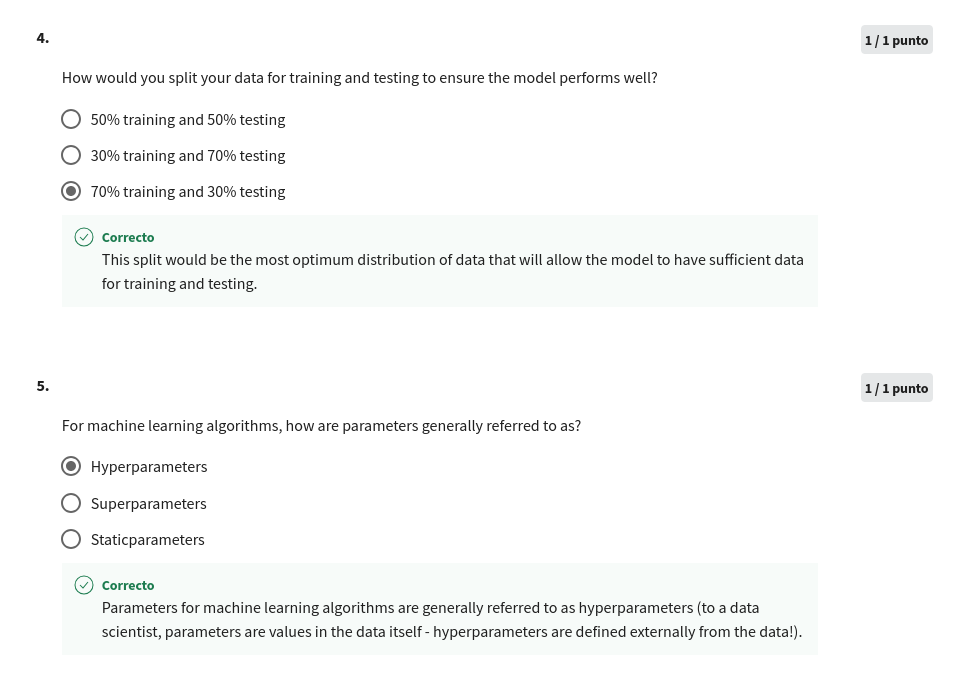 4.
1 / 1 punto
How would you split your data for training and testing to ensure the model performs well?
50% training and 50% testing
30% training and 70% testing
70% training and 30% testing
Correcto
This split would be the most optimum distribution of data that will allow the model to have sufficient data
for training and testing.
5.
1 / 1 punto
For machine learning algorithms, how are parameters generally referred to as?
Hyperparameters
Superparameters
Staticparameters
Correcto
Parameters for machine learning algorithms are generally referred to as hyperparameters (to a data
scientist, parameters are values in the data itself - hyperparameters are defined externally from the data!).